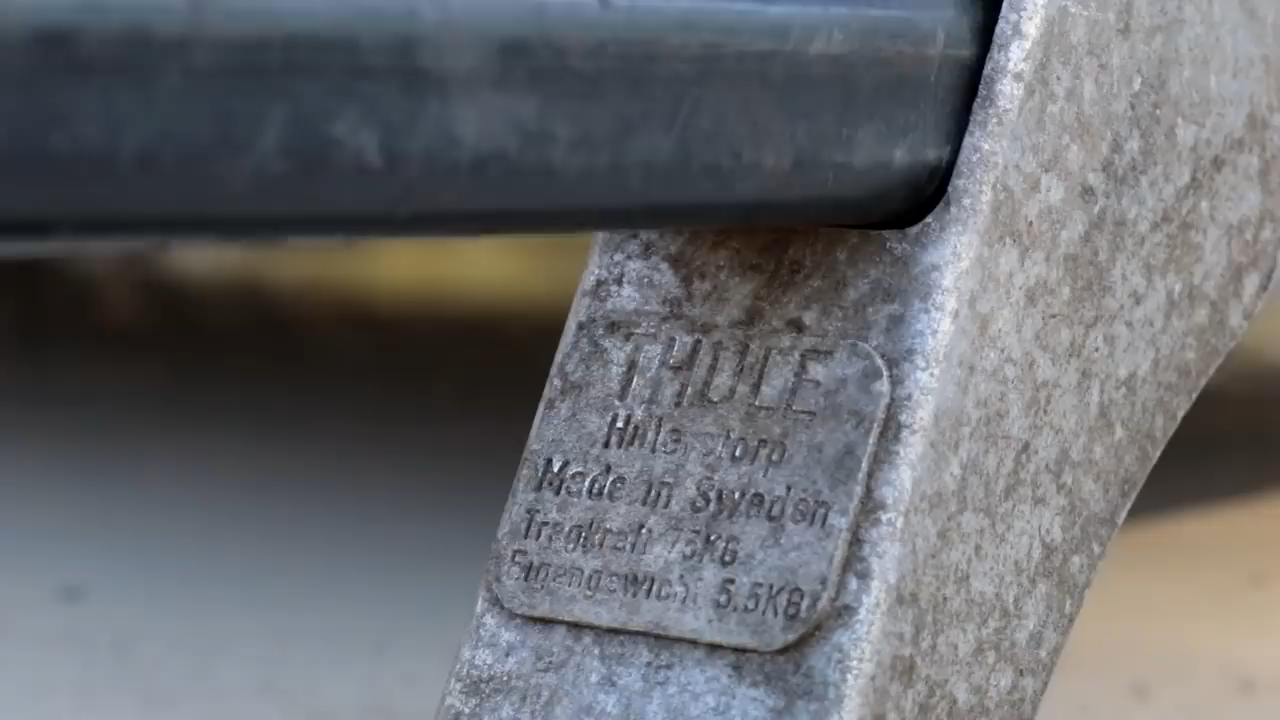 THULE
Hillerstorp
Made in Sweden
Tragkraft 75KG
Eigengewicht 5.5KG